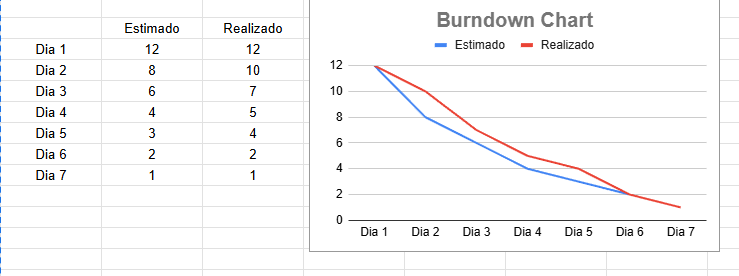 Estimado Realizado
Dia 1 12 12
Dia 2 8 10
Dia 3 6 7
Dia 4 4 5
Dia 5 3 4
Dia 6 2 2
Dia 7 1 1
Burndown Chart
Estimado Realizado
12
10
8
6
4
2
0
Dia 1 Dia 2 Dia 3 Dia 4 Dia 5 Dia 6 Dia 7